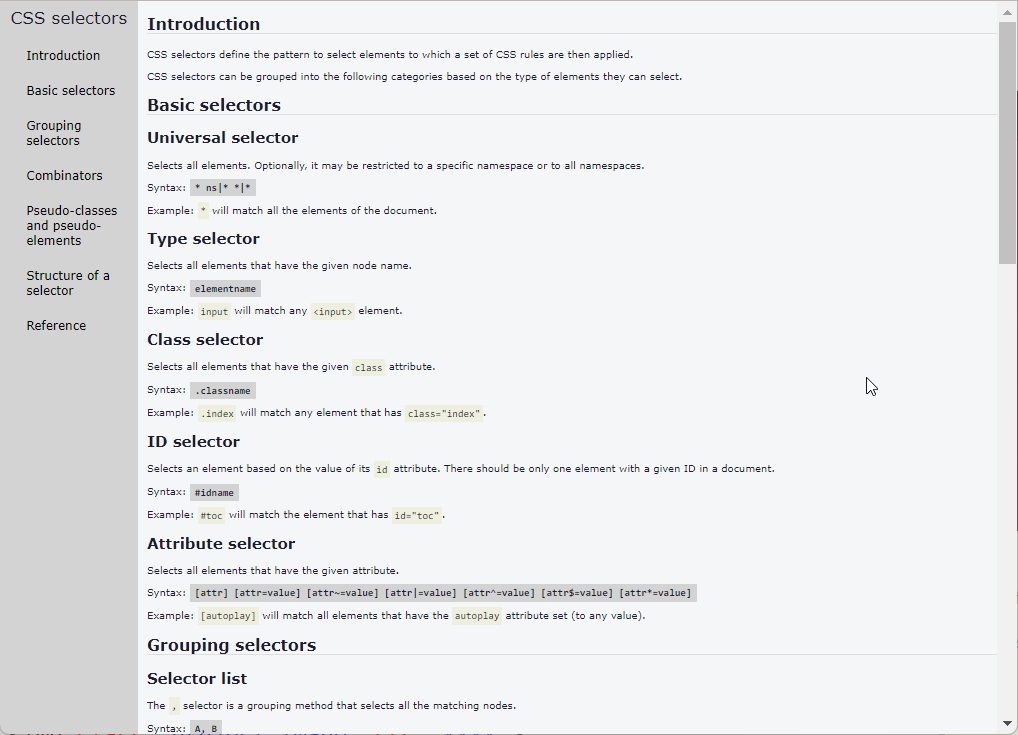 CSS selectors
Introduction
Basic selectors
Grouping
selectors
Combinators
Pseudo-classes
and pseudo-
elements
Structure of a
selector
Reference
Introduction
CSS selectors define the pattern to select elements to which a set of CSS rules are then applied.
CSS selectors can be grouped into the following categories based on the type of elements they can select.
Basic selectors
Universal selector
Selects all elements. Optionally, it may be restricted to a specific namespace or to all namespaces.
Syntax: * ns|* *|*
Example: * will match all the elements of the document.
Type selector
Selects all elements that have the given node name.
Syntax: elementname
Example: input will match any <input> element.
Class selector
Selects all elements that have the given class attribute.
Syntax: .classname
Example: .index will match any element that has class="index".
ID selector
Selects an element based on the value of its id attribute. There should be only one element with a given ID in a document.
Syntax: #idname
Example: #toc will match the element that has id="toc".
Attribute selector
Selects all elements that have the given attribute.
Syntax: [attr] [attr=value] [attr~=value] [attr|=value] [attr^=value] [attr$=value] [attr*=value]
Example: [autoplay] will match all elements that have the autoplay attribute set (to any value).
Grouping selectors
Selector list
The , selector is a grouping method that selects all the matching nodes.
Syntax: A, B